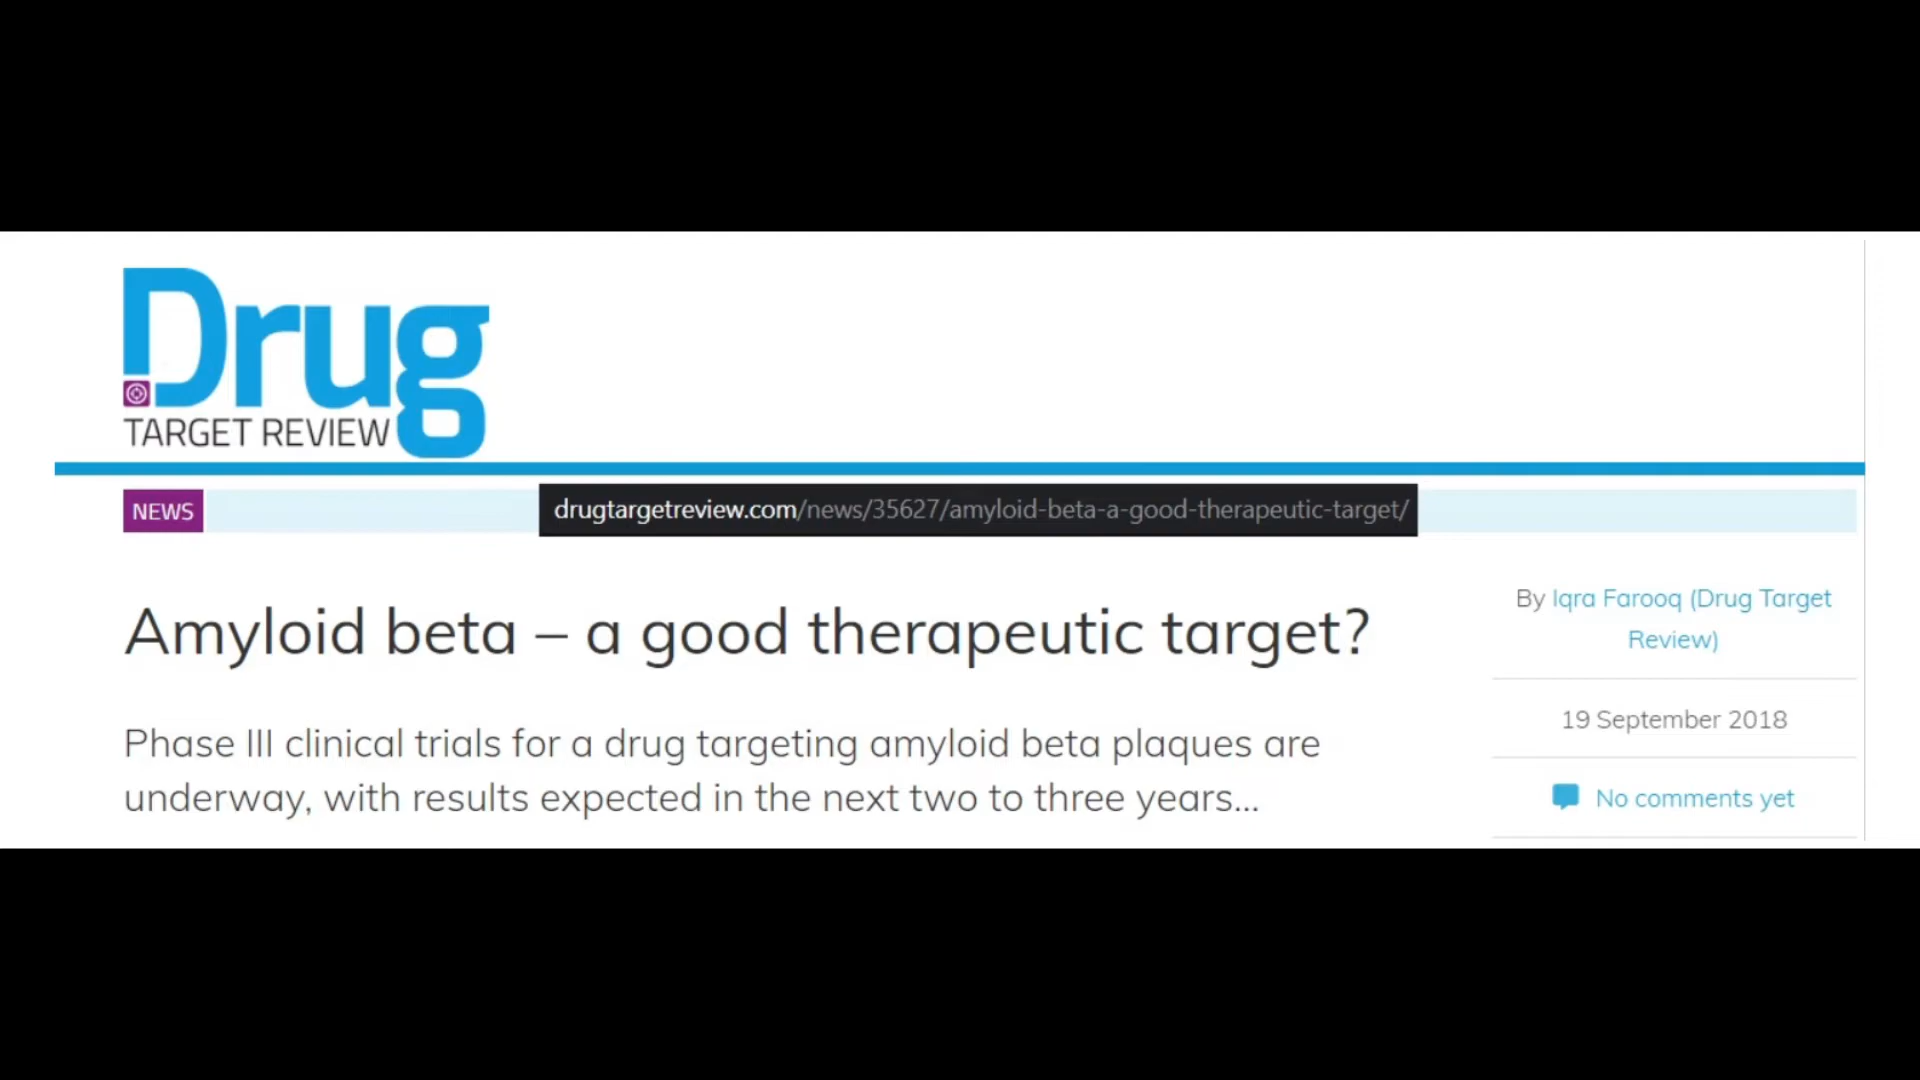 Drug
TARGET REVIEW
NEWS
drugtargetreview.com/news/35627/amyloid-beta-a-good-therapeutic-target/
Amyloid beta – a good therapeutic target?
Phase III clinical trials for a drug targeting amyloid beta plaques are
underway, with results expected in the next two to three years...
By Iqra Farooq (Drug Target
Review)
19 September 2018
No comments yet